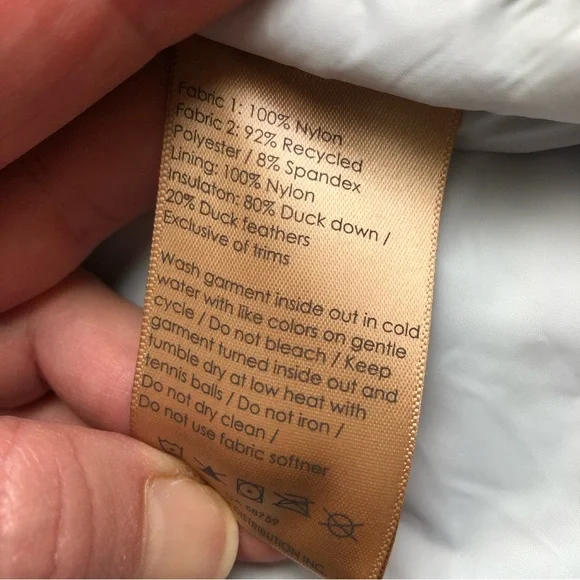 Fabric 1: 100% Nylon
Fabric 2: 92% Recycled
Polyester / 8% Spandex
Lining: 100% Nylon
Insulaton: 80% Duck down /
20% Duck feathers
Exclusive of trims
Wash garment inside out in cold
water with like colors on gentle
cycle / Do not bleach / Keep
garment turned inside out and
tumble dry at low heat with
tennis balls / Do not iron /
Do not dry clean /
Do not use fabric softner
58759
DISTRIBUTION INC.